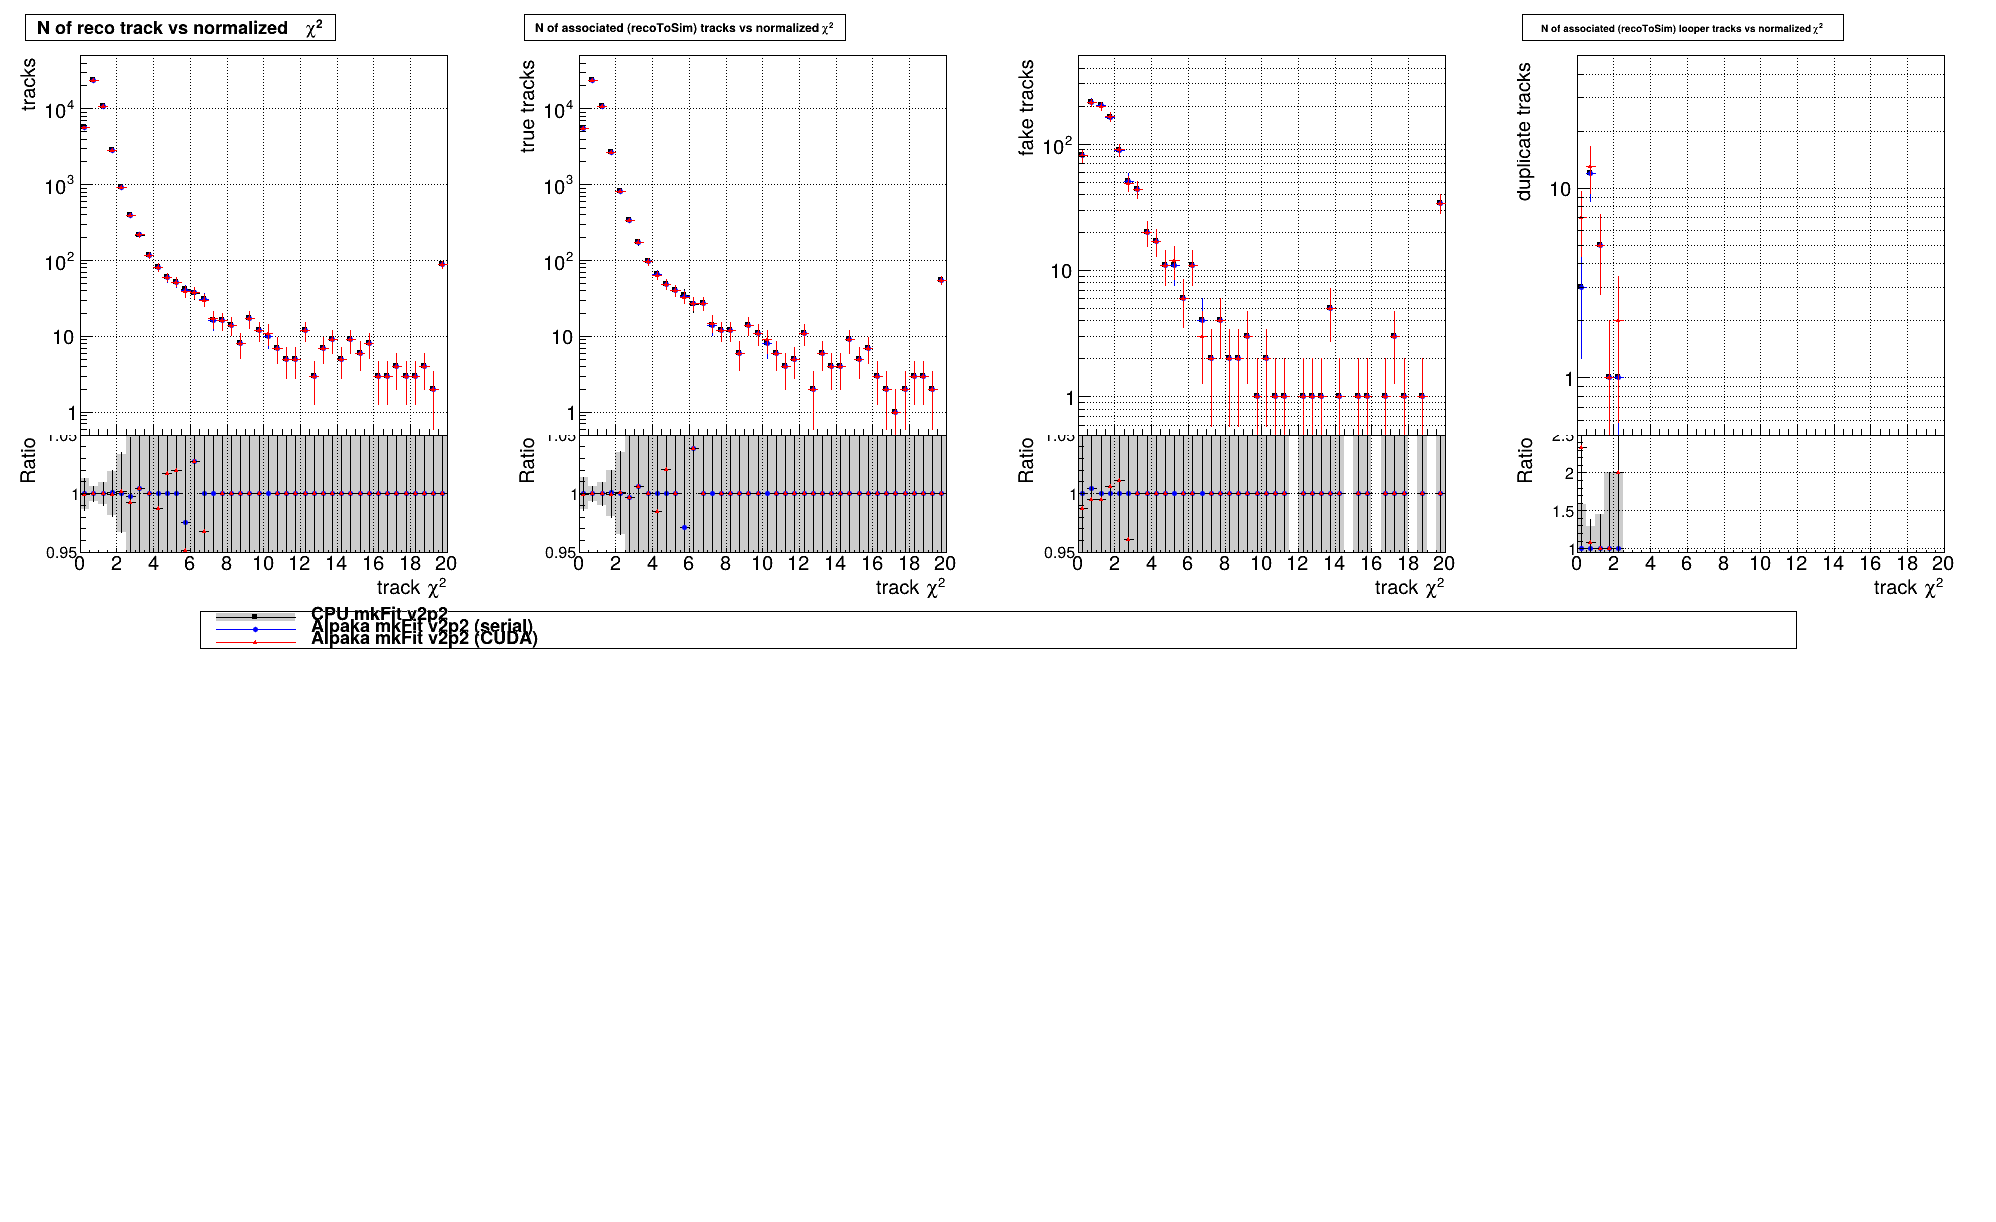 N of reco track vs normalized χ²
tracks
10⁴
10³
10²
10
1
Ratio
1.05
1
0.95
0 2 4 6 8 10 12 14 16 18 20
track χ²
N of associated (recoToSim) tracks vs normalized χ²
true tracks
10⁴
10³
10²
10
1
Ratio
1.05
1
0.95
0 2 4 6 8 10 12 14 16 18 20
track χ²
fake tracks
10²
10
1
Ratio
1.05
1
0.95
0 2 4 6 8 10 12 14 16 18 20
track χ²
N of associated (recoToSim) looper tracks vs normalized χ²
duplicate tracks
10
1
Ratio
2.5
2
1.5
1
0 2 4 6 8 10 12 14 16 18 20
track χ²
CPU mkFit v2p2
Alpaka mkFit v2p2 (serial)
Alpaka mkFit v2p2 (CUDA)